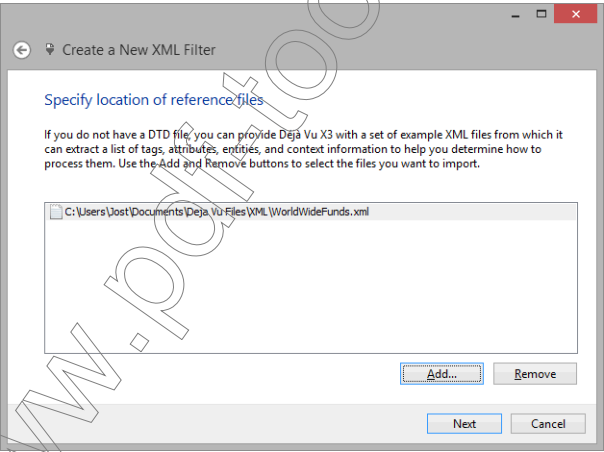 Create a New XML Filter
Specify location of reference files
If you do not have a DTD file, you can provide Déjà Vu X3 with a set of example XML files from which it
can extract a list of tags, attributes, entities, and context information to help you determine how to
process them. Use the Add and Remove buttons to select the files you want to import.
C:\Users\Jost\Documents\Deja Vu Files\XML\WorldWideFunds.xml
Add... Remove
Next Cancel
w.pdfi-too